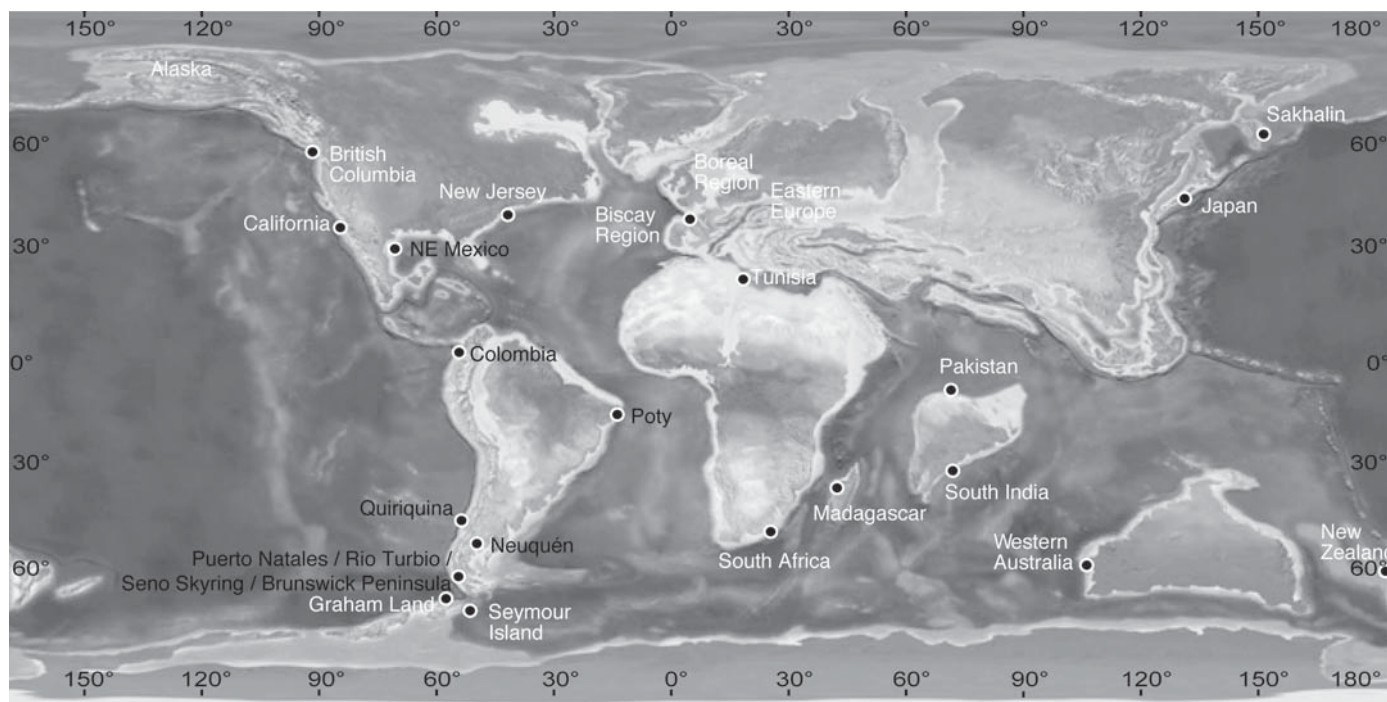 150° 120° 90° 60° 30° 0 30° 60° 90° 120° 150° 180°
Alaska
Sakhalin
60°
60°
British
Columbia
Boreal
Region
New Jersey
Eastern
Europe
Japan
California
Biscay
Region
30°
NE Mexico
30°
Tunisia
0°
Colombia
Pakistan
0°
Poty
30°
30°
South India
Quiriquina
Madagascar
Neuquén
South Africa
Western
Australia
New
Zealand
Puerto Natales / Rio Turbio /
Seno Skyring / Brunswick Peninsula
60°
60°
Graham Land
Seymour
Island
150° 120° 90° 60° 30° 0° 30° 60° 90° 120° 150° 180°